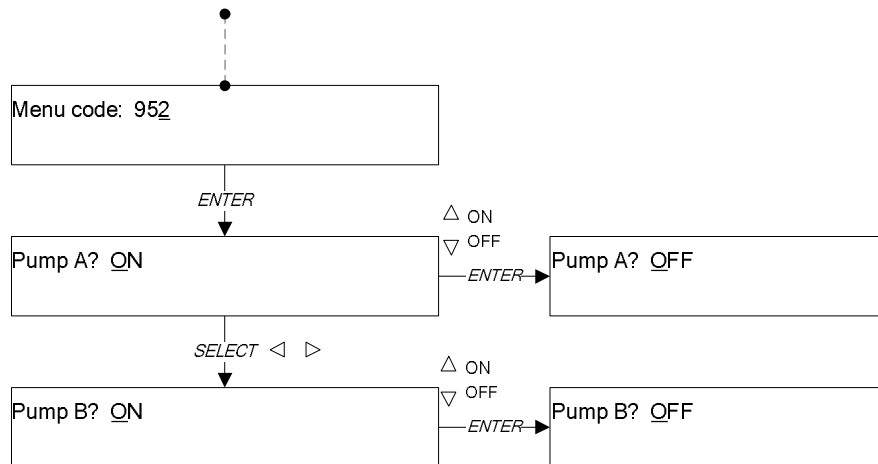 Menu code: 952
ENTER
ON
OFF
Pump A? ON
ENTER
Pump A? OFF
SELECT
ON
OFF
Pump B? ON
ENTER
Pump B? OFF